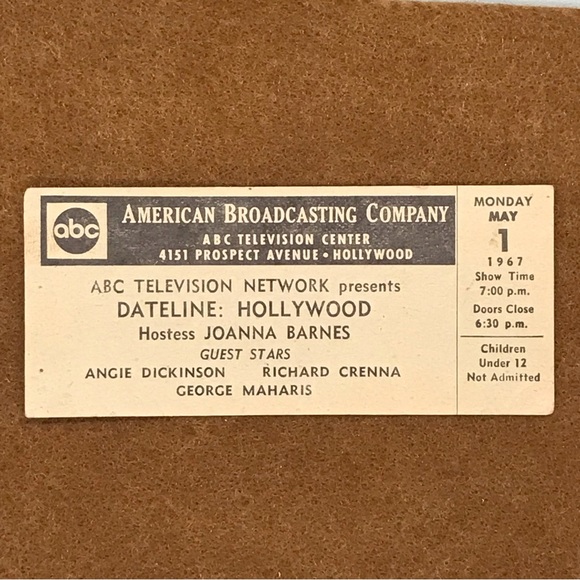 abc
AMERICAN BROADCASTING COMPANY
ABC TELEVISION CENTER
4151 PROSPECT AVENUE • HOLLYWOOD
ABC TELEVISION NETWORK presents
DATELINE: HOLLYWOOD
Hostess JOANNA BARNES
GUEST STARS
ANGIE DICKINSON RICHARD CRENNA
GEORGE MAHARIS
MONDAY
MAY
1
1967
Show Time
7:00 p.m.
Doors Close
6:30 p.m.
Children
Under 12
Not Admitted